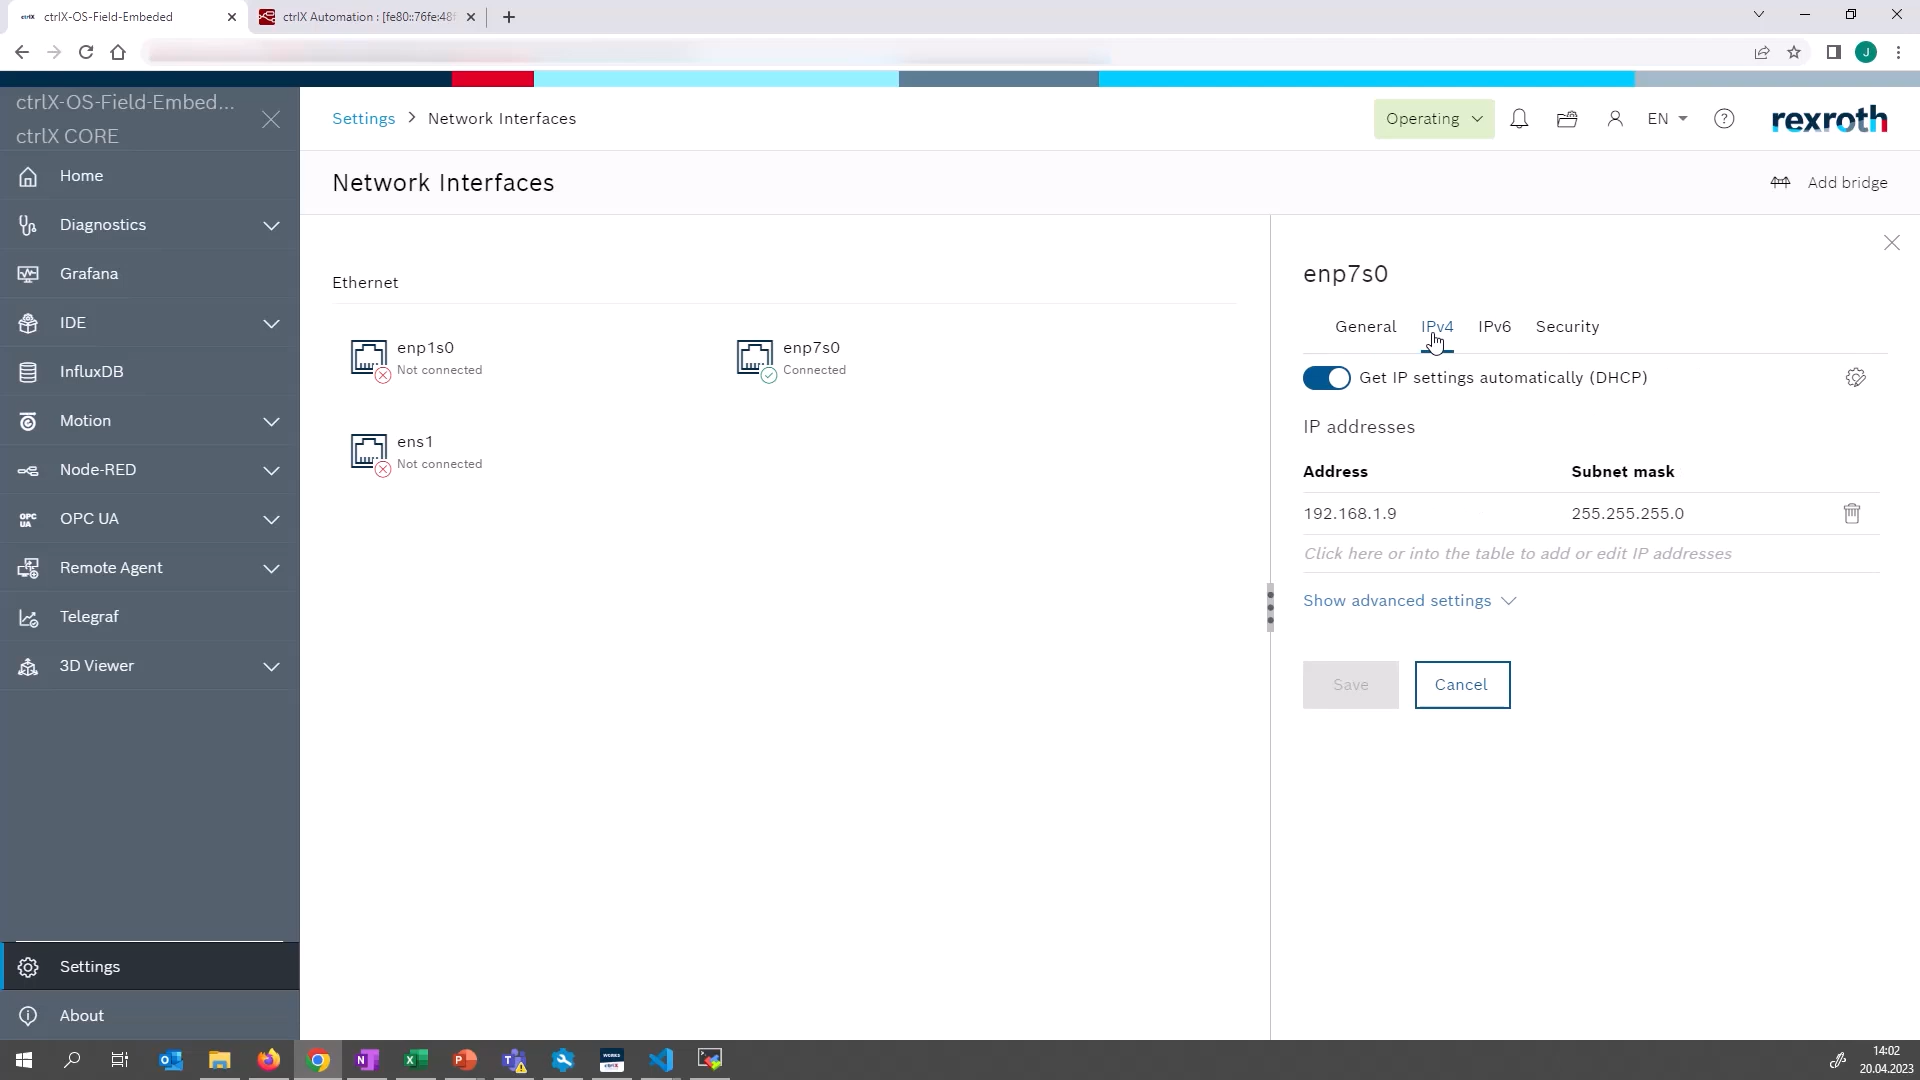 ctrlX-OS-Field-Embeded
ctrlX Automation : [fe80::76fe:48f
J
ctrlX-OS-Field-Embed...
ctrlX CORE
Settings > Network Interfaces
Operating
EN
rexroth
Home
Network Interfaces
Add bridge
Diagnostics
Grafana
IDE
InfluxDB
Motion
Node-RED
OPC UA
OPC UA
Remote Agent
Telegraf
3D Viewer
Settings
About
Ethernet
enp1s0
Not connected
enp7s0
Connected
ens1
Not connected
enp7s0
General IPv4 IPv6 Security
Get IP settings automatically (DHCP)
IP addresses
Address Subnet mask
192.168.1.9 255.255.255.0
Click here or into the table to add or edit IP addresses
Show advanced settings
Save Cancel
14:02
20.04.2023